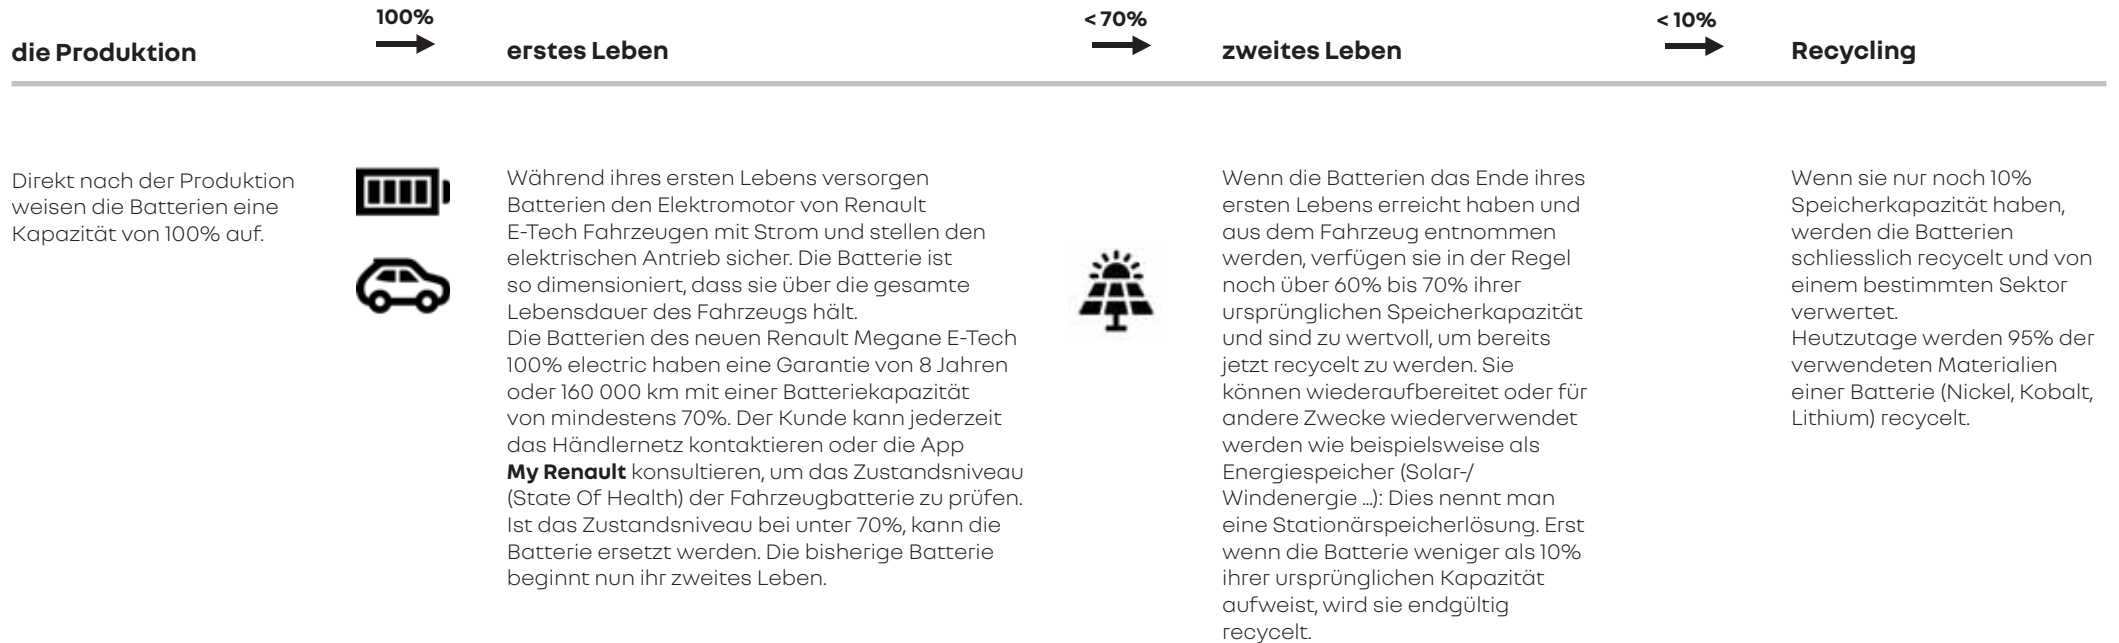 100%
< 70%
< 10%
die Produktion
erstes Leben
zweites Leben
Recycling
Direkt nach der Produktion
weisen die Batterien eine
Kapazität von 100% auf.
Während ihres ersten Lebens versorgen
Batterien den Elektromotor von Renault
E-Tech Fahrzeugen mit Strom und stellen den
elektrischen Antrieb sicher. Die Batterie ist
so dimensioniert, dass sie über die gesamte
Lebensdauer des Fahrzeugs hält.
Die Batterien des neuen Renault Megane E-Tech
100% electric haben eine Garantie von 8 Jahren
oder 160 000 km mit einer Batteriekapazität
von mindestens 70%. Der Kunde kann jederzeit
das Händlernetz kontaktieren oder die App
My Renault konsultieren, um das Zustandsniveau
(State Of Health) der Fahrzeugbatterie zu prüfen.
Ist das Zustandsniveau bei unter 70%, kann die
Batterie ersetzt werden. Die bisherige Batterie
beginnt nun ihr zweites Leben.
Wenn die Batterien das Ende ihres
ersten Lebens erreicht haben und
aus dem Fahrzeug entnommen
werden, verfügen sie in der Regel
noch über 60% bis 70% ihrer
ursprünglichen Speicherkapazität
und sind zu wertvoll, um bereits
jetzt recycelt zu werden. Sie
können wiederaufbereitet oder für
andere Zwecke wiederverwendet
werden wie beispielsweise als
Energiespeicher (Solar-/
Windenergie ...): Dies nennt man
eine Stationärspeicherlösung. Erst
wenn die Batterie weniger als 10%
ihrer ursprünglichen Kapazität
aufweist, wird sie endgültig
recycelt.
Wenn sie nur noch 10%
Speicherkapazität haben,
werden die Batterien
schliesslich recycelt und von
einem bestimmten Sektor
verwertet.
Heutzutage werden 95% der
verwendeten Materialien
einer Batterie (Nickel, Kobalt,
Lithium) recycelt.